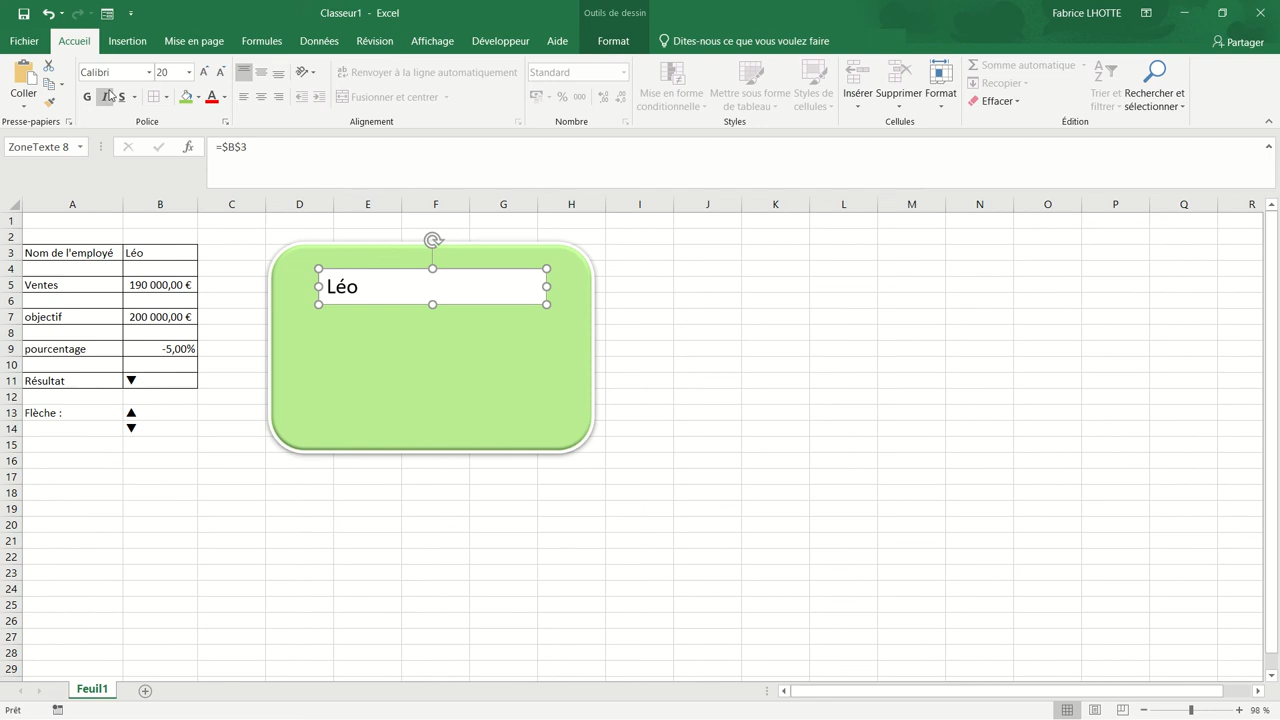 Classeur1 - Excel
Outils de dessin
Fabrice LHOTTE
Fichier Accueil Insertion Mise en page Formules Données Révision Affichage Développeur Aide Format Dites-nous ce que vous voulez faire Partager
Coller
Presse-papiers
Calibri 20
G I S
Police
Renvoyer à la ligne automatiquement
Fusionner et centrer
Alignement
Standard
% 000
Nombre
Mise en forme conditionnelle
Mettre sous forme de tableau
Styles de cellules
Styles
Insérer Supprimer Format
Cellules
Somme automatique
Recopier
Effacer
Trier et filtrer
Rechercher et sélectionner
Édition
ZoneTexte 8 fx =$B$3
A B C D E F G H I J K L M N O P Q R
1
2
3 Nom de l'employé Léo
4
5 Ventes 190 000,00 €
6
7 objectif 200 000,00 €
8
9 pourcentage -5,00%
10
11 Résultat ▼
12
13 Flèche : ▲
14 ▼
15
16
17
18
19
20
21
22
23
24
25
26
27
28
29
Léo
Feuil1
Prêt
98 %